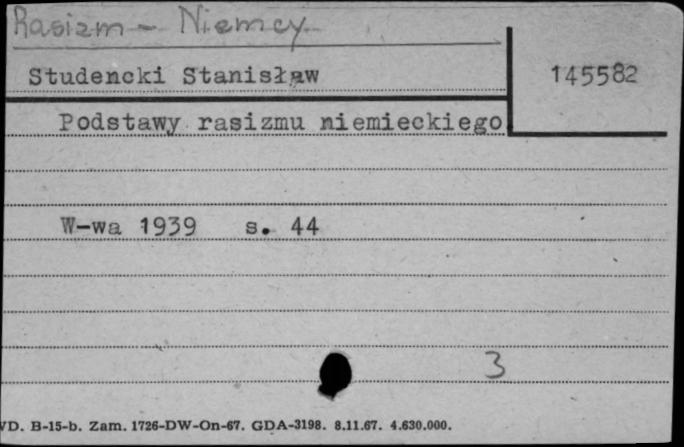 Rasizm - Niemcy
Studencki Stanisław 145582
Podstawy rasizmu niemieckiego
W-wa 1939 s. 44
3
VD. B-15-b. Zam. 1726-DW-On-67. GDA-3198. 8.11.67. 4.630.000.